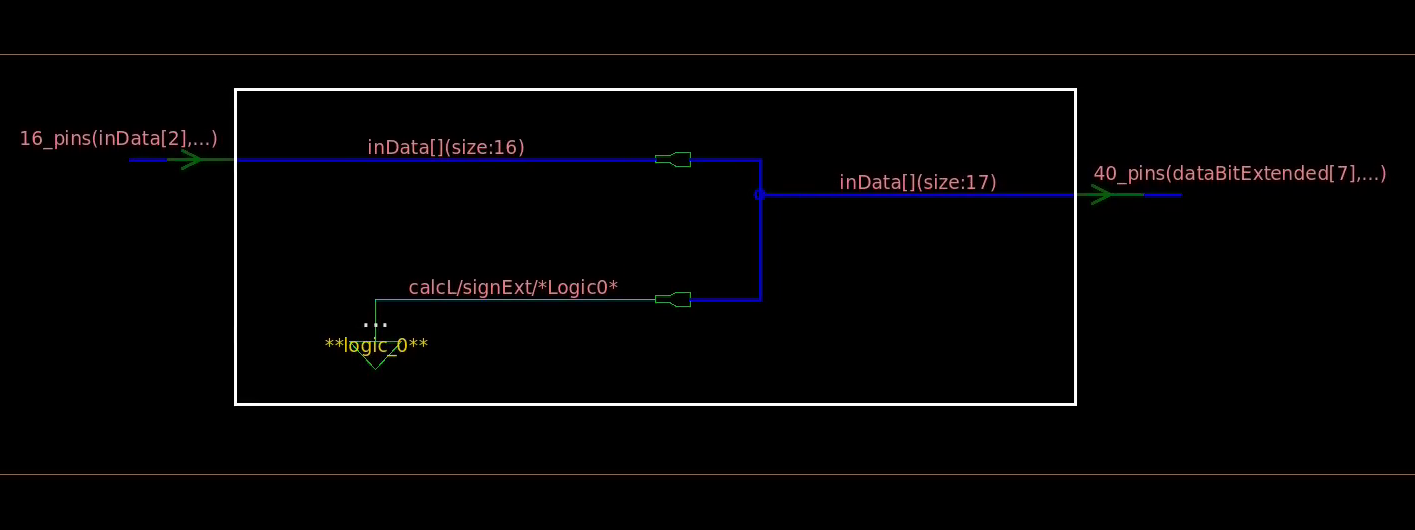 16_pins(inData[2],...)
inData[](size:16)
40_pins(dataBitExtended[7],...)
inData[](size:17)
calcL/signExt/*Logic0*
...
**logic_0**